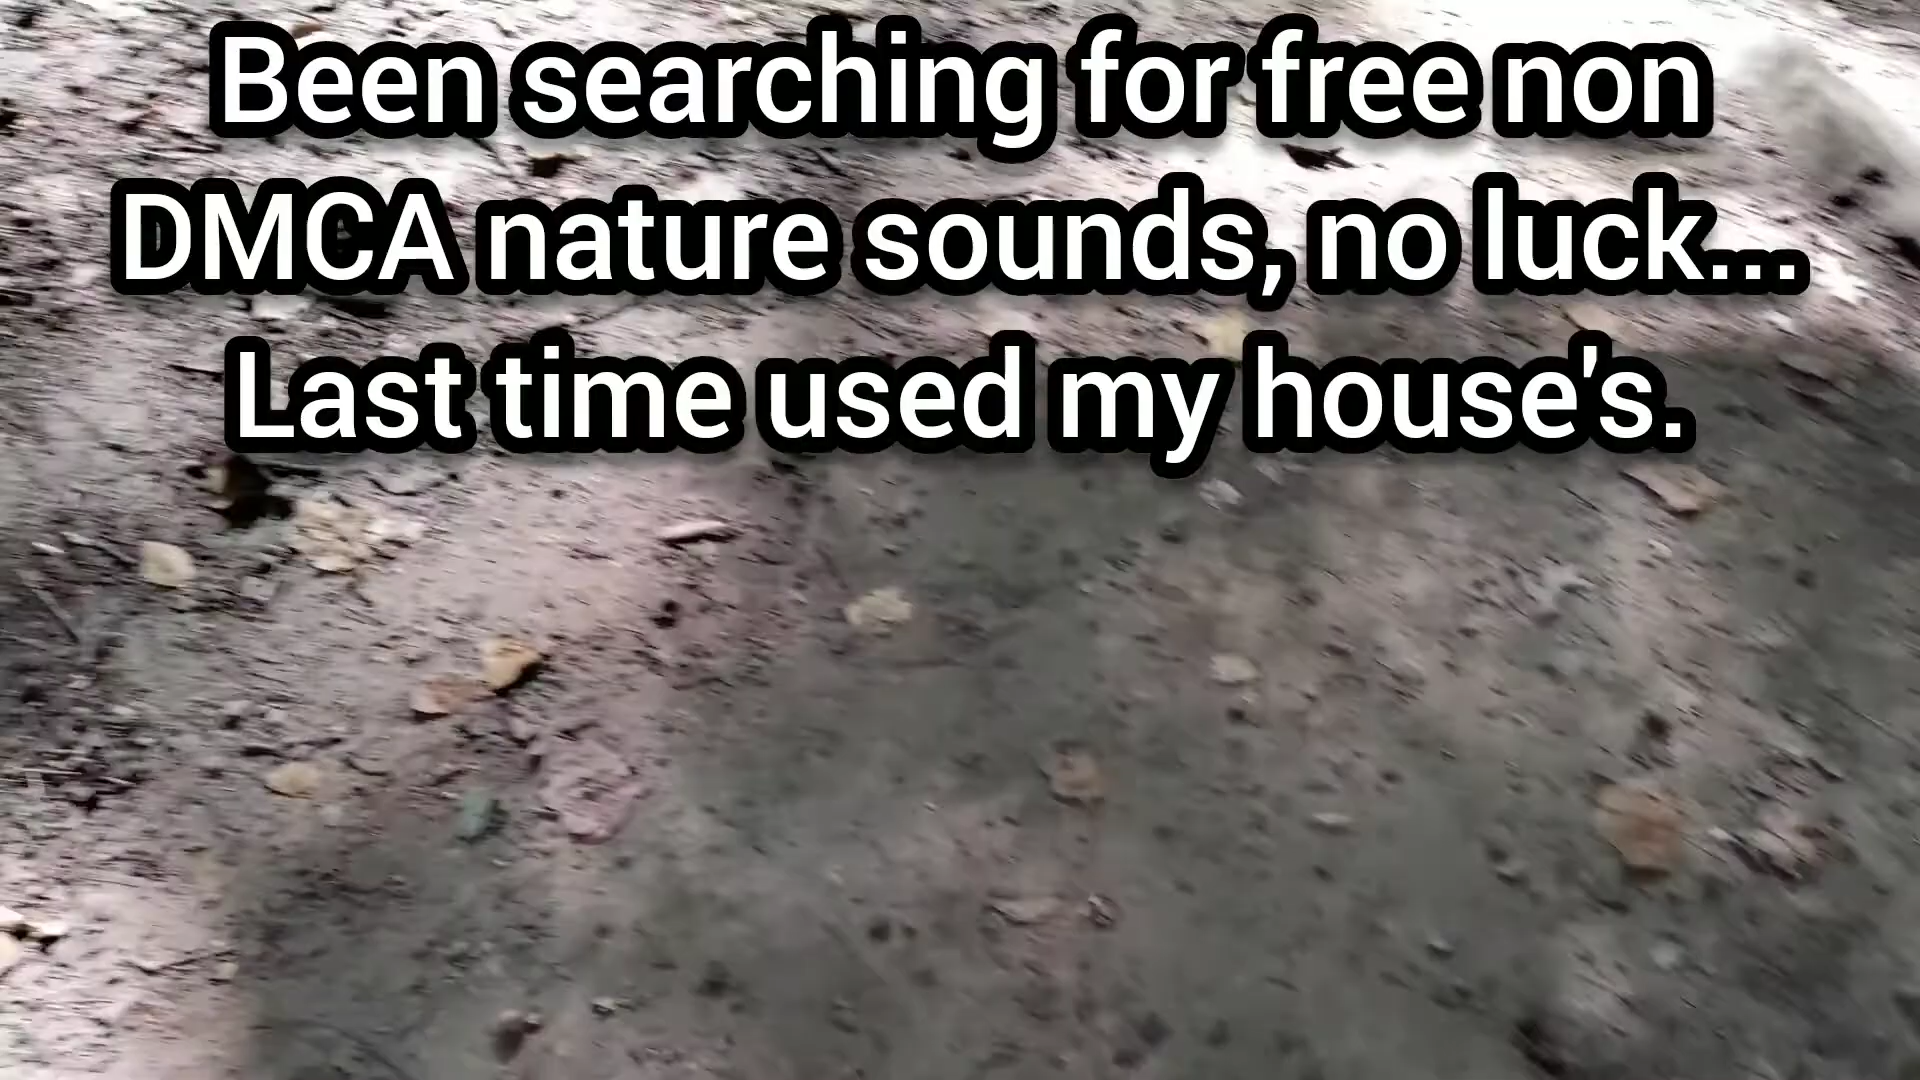 Been searching for free non
DMCA nature sounds, no luck...
Last time used my house's.